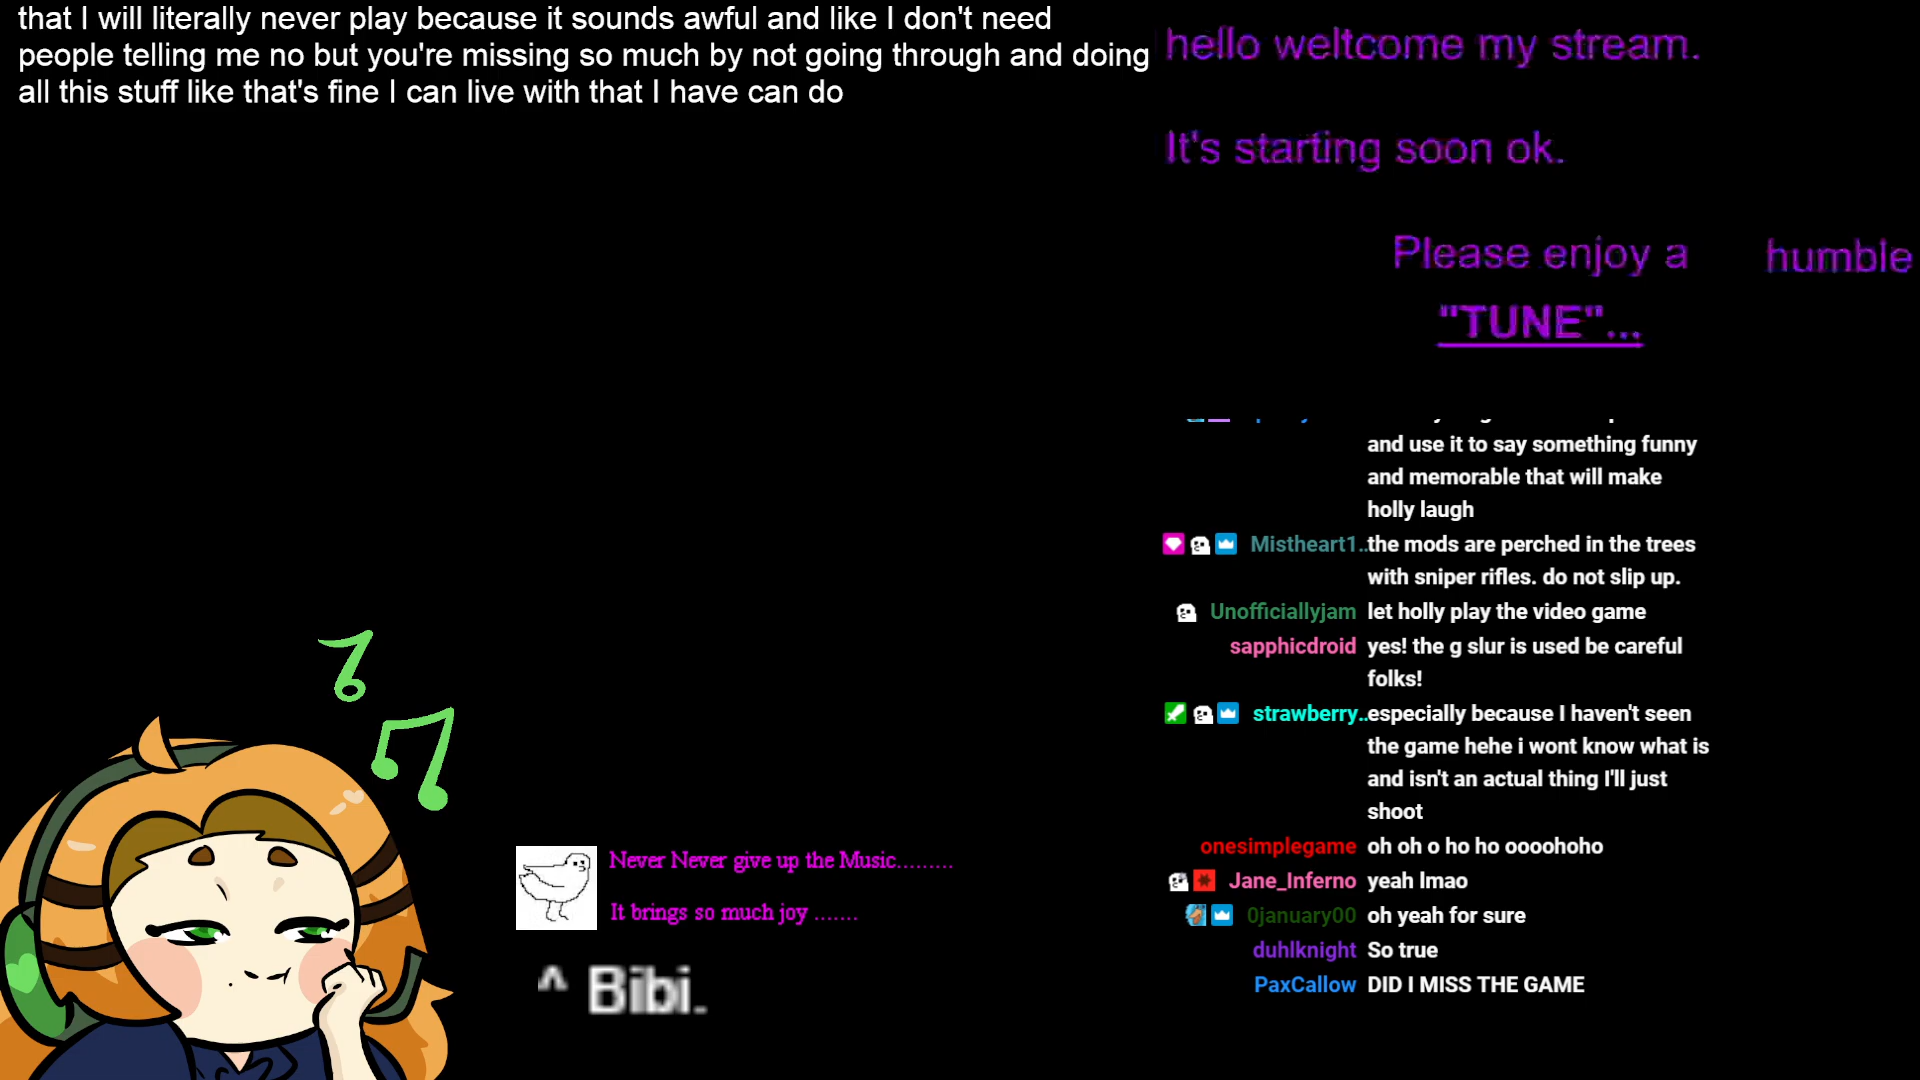 that I will literally never play because it sounds awful and like I don't need
people telling me no but you're missing so much by not going through and doing
all this stuff like that's fine I can live with that I have can do
hello weltcome my stream.
It's starting soon ok.
Please enjoy a humble
"TUNE"...
and use it to say something funny
and memorable that will make
holly laugh
Mistheart1.. the mods are perched in the trees
with sniper rifles. do not slip up.
Unofficiallyjam let holly play the video game
sapphicdroid yes! the g slur is used be careful
folks!
strawberry.. especially because I haven't seen
the game hehe i wont know what is
and isn't an actual thing I'll just
shoot
onesimplegame oh oh o ho ho oooohoho
Jane_Inferno yeah lmao
0january00 oh yeah for sure
duhlknight So true
PaxCallow DID I MISS THE GAME
Never Never give up the Music.........
It brings so much joy .......
^ Bibi.